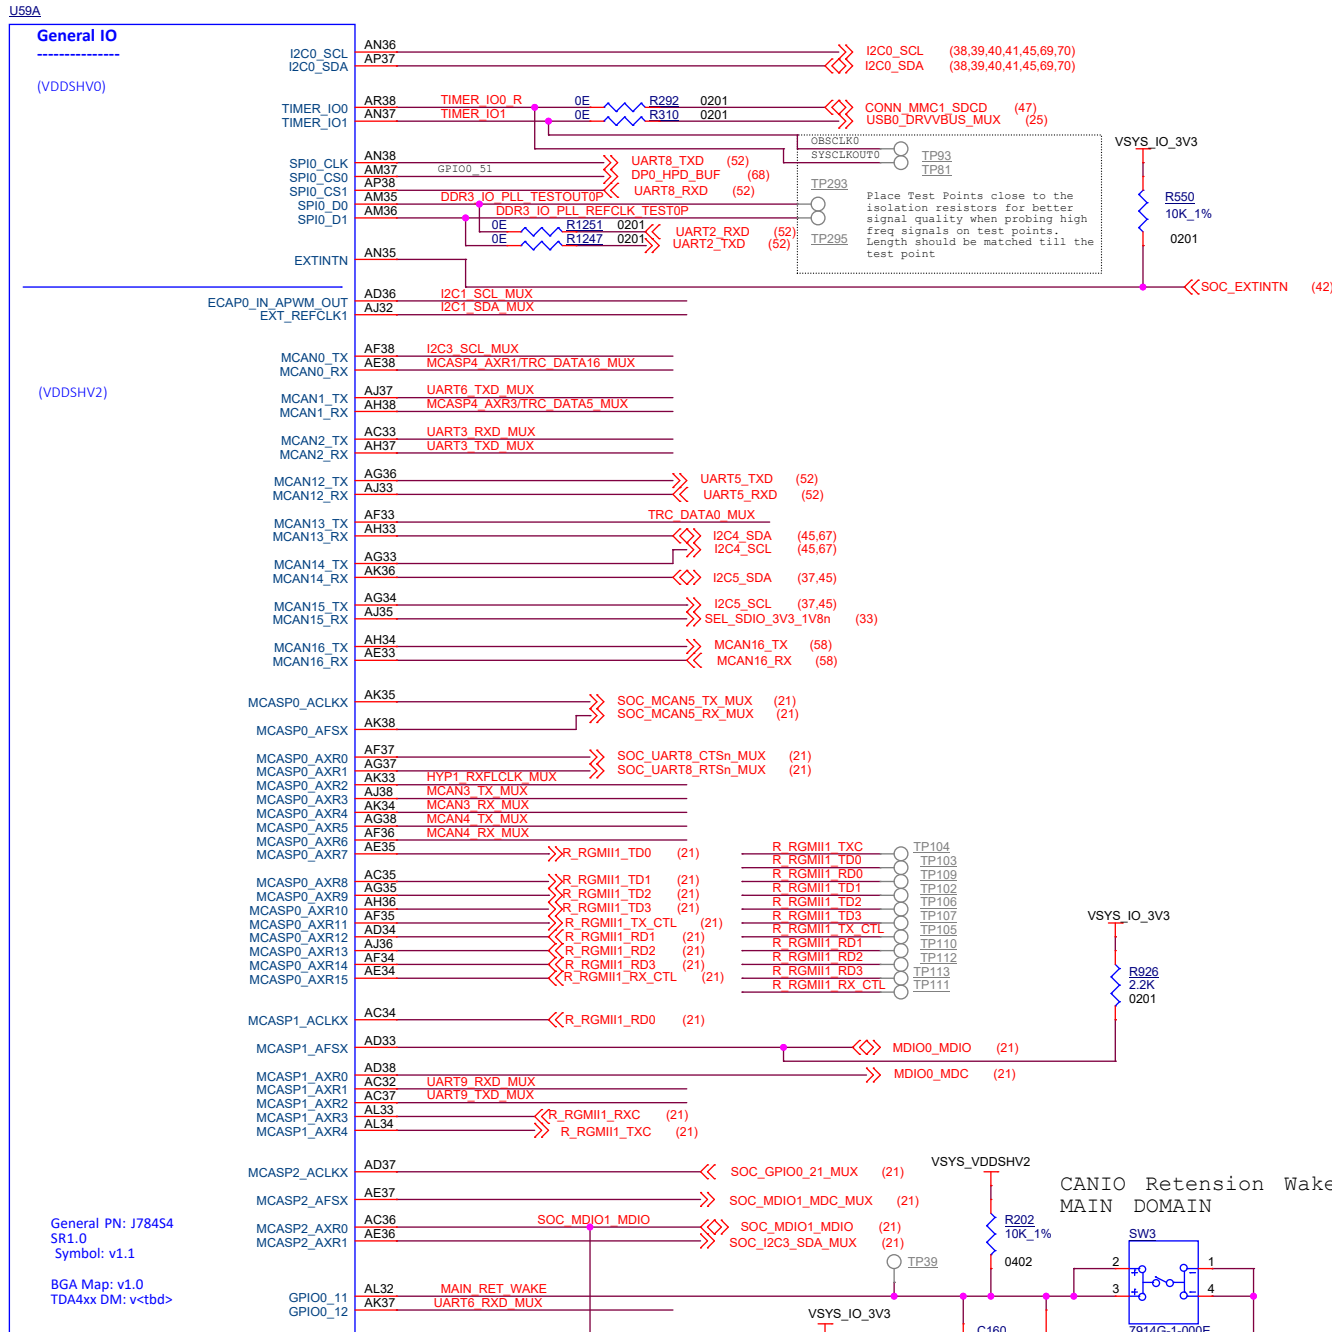 U59A
General IO
--------------
(VDDSHV0)
I2C0_SCL AN36 I2C0_SCL (38,39,40,41,45,69,70)
I2C0_SDA AP37 I2C0_SDA (38,39,40,41,45,69,70)
TIMER_IO0 AR38 TIMER_IO0_R 0E R292 0201 CONN_MMC1_SDCD (47)
TIMER_IO1 AN37 TIMER_IO1 0E R310 0201 USB0_DRVVBUS_MUX (25)
OBSCLK0 TP93
SYSCLKOUT0 TP81
VSYS_IO_3V3
SPI0_CLK AN38 UART8_TXD (52)
SPI0_CS0 AM37 GPIO0_51 DP0_HPD_BUF (68)
SPI0_CS1 AP38 UART8_RXD (52)
SPI0_D0 AM35 DDR3_IO_PLL_TESTOUT0P TP293
SPI0_D1 AM36 DDR3_IO_PLL_REFCLK_TEST0P TP295
0E R1251 0201 UART2_RXD (52)
0E R1247 0201 UART2_TXD (52)
Place Test Points close to the
isolation resistors for better
signal quality when probing high
freq signals on test points.
Length should be matched till the
test point
R550
10K_1%
0201
EXTINTN AN35 SOC_EXTINTN (42)
ECAP0_IN_APWM_OUT AD36 I2C1_SCL_MUX
EXT_REFCLK1 AJ32 I2C1_SDA_MUX
(VDDSHV2)
MCAN0_TX AF38 I2C3_SCL_MUX
MCAN0_RX AE38 MCASP4_AXR1/TRC_DATA16_MUX
MCAN1_TX AJ37 UART6_TXD_MUX
MCAN1_RX AH38 MCASP4_AXR3/TRC_DATA5_MUX
MCAN2_TX AC33 UART3_RXD_MUX
MCAN2_RX AH37 UART3_TXD_MUX
MCAN12_TX AG36 UART5_TXD (52)
MCAN12_RX AJ33 UART5_RXD (52)
MCAN13_TX AF33 TRC_DATA0_MUX
MCAN13_RX AH33 I2C4_SDA (45,67)
MCAN14_TX AG33 I2C4_SCL (45,67)
MCAN14_RX AK36 I2C5_SDA (37,45)
MCAN15_TX AG34 I2C5_SCL (37,45)
MCAN15_RX AJ35 SEL_SDIO_3V3_1V8n (33)
MCAN16_TX AH34 MCAN16_TX (58)
MCAN16_RX AE33 MCAN16_RX (58)
MCASP0_ACLKX AK35 SOC_MCAN5_TX_MUX (21)
MCASP0_AFSX AK38 SOC_MCAN5_RX_MUX (21)
MCASP0_AXR0 AF37 SOC_UART8_CTSn_MUX (21)
MCASP0_AXR1 AG37 SOC_UART8_RTSn_MUX (21)
MCASP0_AXR2 AK33 HYP1_RXFLCLK_MUX
MCASP0_AXR3 AJ38 MCAN3_TX_MUX
MCASP0_AXR4 AK34 MCAN3_RX_MUX
MCASP0_AXR5 AG38 MCAN4_TX_MUX
MCASP0_AXR6 AF36 MCAN4_RX_MUX
MCASP0_AXR7 AE35 R_RGMII1_TD0 (21)
MCASP0_AXR8 AC35 R_RGMII1_TD1 (21)
MCASP0_AXR9 AG35 R_RGMII1_TD2 (21)
MCASP0_AXR10 AH36 R_RGMII1_TD3 (21)
MCASP0_AXR11 AF35 R_RGMII1_TX_CTL (21)
MCASP0_AXR12 AD34 R_RGMII1_RD1 (21)
MCASP0_AXR13 AJ36 R_RGMII1_RD2 (21)
MCASP0_AXR14 AF34 R_RGMII1_RD3 (21)
MCASP0_AXR15 AE34 R_RGMII1_RX_CTL (21)
R_RGMII1_TXC TP104
R_RGMII1_TD0 TP103
R_RGMII1_RD0 TP109
R_RGMII1_TD1 TP102
R_RGMII1_TD2 TP106
R_RGMII1_TD3 TP107
R_RGMII1_TX_CTL TP105
R_RGMII1_RD1 TP110
R_RGMII1_RD2 TP112
R_RGMII1_RD3 TP113
R_RGMII1_RX_CTL TP111
VSYS_IO_3V3
R926
2.2K
0201
MCASP1_ACLKX AC34 R_RGMII1_RD0 (21)
MCASP1_AFSX AD33 MDIO0_MDIO (21)
MCASP1_AXR0 AD38 MDIO0_MDC (21)
MCASP1_AXR1 AC32 UART9_RXD_MUX
MCASP1_AXR2 AC37 UART9_TXD_MUX
MCASP1_AXR3 AL33 R_RGMII1_RXC (21)
MCASP1_AXR4 AL34 R_RGMII1_TXC (21)
MCASP2_ACLKX AD37 SOC_GPIO0_21_MUX (21)
MCASP2_AFSX AE37 SOC_MDIO1_MDC_MUX (21)
MCASP2_AXR0 AC36 SOC_MDIO1_MDIO SOC_MDIO1_MDIO (21)
MCASP2_AXR1 AE36 SOC_I2C3_SDA_MUX (21)
VSYS_VDDSHV2
R202
10K_1%
0402
CANIO Retension Wake
MAIN DOMAIN
SW3
2 1
3 4
7914G-1-000E
TP39
General PN: J784S4
SR1.0
Symbol: v1.1
BGA Map: v1.0
TDA4xx DM: v<tbd>
GPIO0_11 AL32 MAIN_RET_WAKE
GPIO0_12 AK37 UART6_RXD_MUX
VSYS_IO_3V3
C160